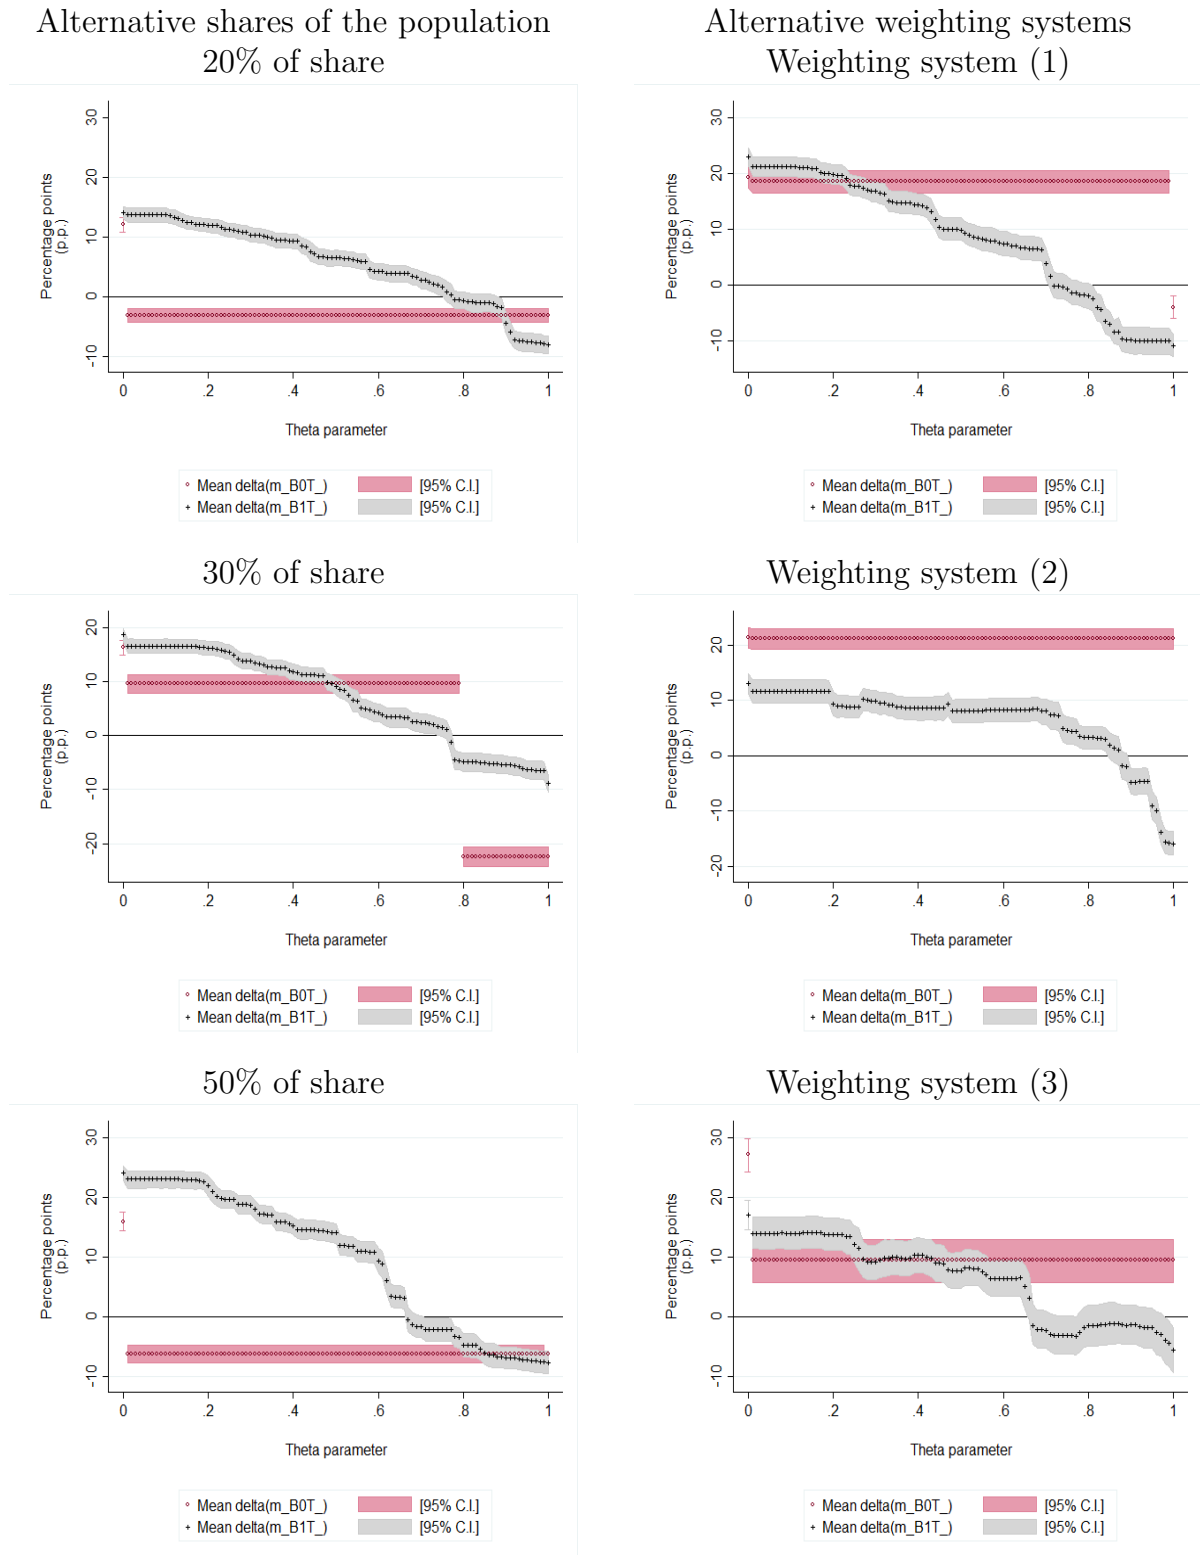 Alternative shares of the population
20% of share
Percentage points
(p.p.)
30
20
10
0
-10
0 .2 .4 .6 .8 1
Theta parameter
Mean delta(m_B0T_) [95% C.I.]
Mean delta(m_B1T_) [95% C.I.]
Alternative weighting systems
Weighting system (1)
Percentage points
(p.p.)
30
20
10
0
-10
0 .2 .4 .6 .8 1
Theta parameter
Mean delta(m_B0T_) [95% C.I.]
Mean delta(m_B1T_) [95% C.I.]
30% of share
Percentage points
(p.p.)
20
10
0
-10
-20
0 .2 .4 .6 .8 1
Theta parameter
Mean delta(m_B0T_) [95% C.I.]
Mean delta(m_B1T_) [95% C.I.]
Weighting system (2)
Percentage points
(p.p.)
20
10
0
-10
-20
0 .2 .4 .6 .8 1
Theta parameter
Mean delta(m_B0T_) [95% C.I.]
Mean delta(m_B1T_) [95% C.I.]
50% of share
Percentage points
(p.p.)
30
20
10
0
-10
0 .2 .4 .6 .8 1
Theta parameter
Mean delta(m_B0T_) [95% C.I.]
Mean delta(m_B1T_) [95% C.I.]
Weighting system (3)
Percentage points
(p.p.)
30
20
10
0
-10
0 .2 .4 .6 .8 1
Theta parameter
Mean delta(m_B0T_) [95% C.I.]
Mean delta(m_B1T_) [95% C.I.]